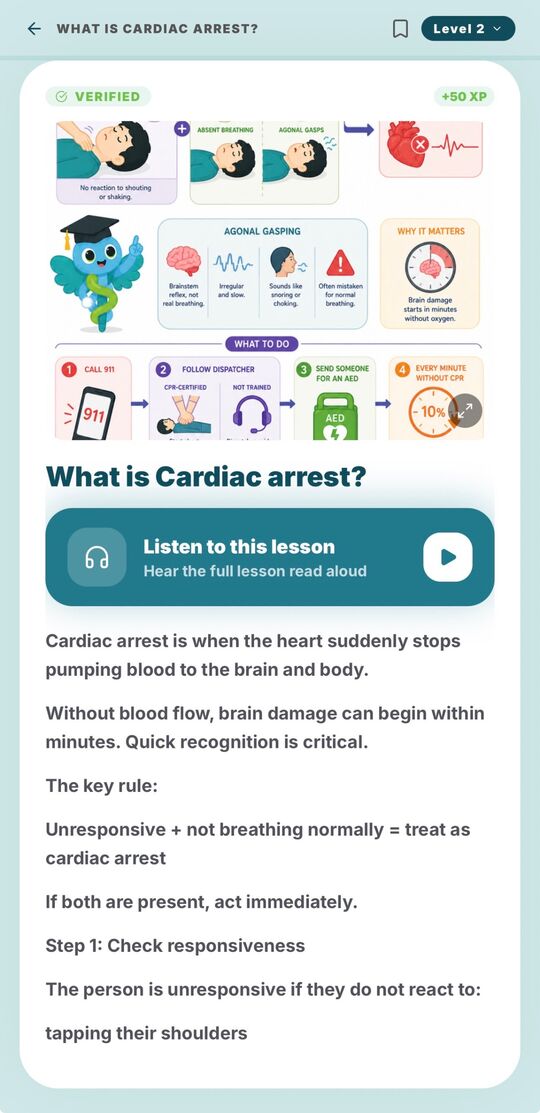 WHAT IS CARDIAC ARREST?
Level 2
VERIFIED
+50 XP
No reaction to shouting
or shaking.
ABSENT BREATHING
AGONAL GASPS
AGONAL GASPING
Brainstem
reflex, not
real breathing.
Irregular
and slow.
Sounds like
snoring or
choking.
Often mistaken
for normal
breathing.
WHY IT MATTERS
Brain damage
starts in minutes
without oxygen.
WHAT TO DO
1 CALL 911
911
2 FOLLOW DISPATCHER
CPR-CERTIFIED
NOT TRAINED
3 SEND SOMEONE
FOR AN AED
AED
4 EVERY MINUTE
WITHOUT CPR
- 10%
What is Cardiac arrest?
Listen to this lesson
Hear the full lesson read aloud
Cardiac arrest is when the heart suddenly stops
pumping blood to the brain and body.
Without blood flow, brain damage can begin within
minutes. Quick recognition is critical.
The key rule:
Unresponsive + not breathing normally = treat as
cardiac arrest
If both are present, act immediately.
Step 1: Check responsiveness
The person is unresponsive if they do not react to:
tapping their shoulders